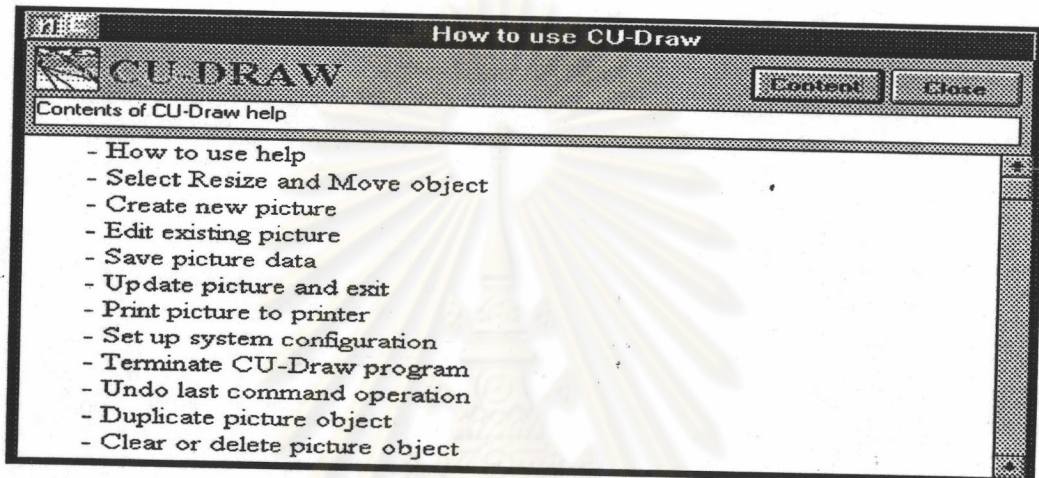 How to use CU-Draw
CU-DRAW
Content Close
Contents of CU-Draw help
- How to use help
- Select Resize and Move object
- Create new picture
- Edit existing picture
- Save picture data
- Update picture and exit
- Print picture to printer
- Set up system configuration
- Terminate CU-Draw program
- Undo last command operation
- Duplicate picture object
- Clear or delete picture object